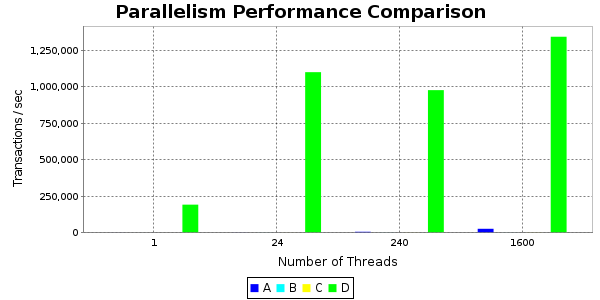 Parallelism Performance Comparison
Transactions / sec
1,250,000
1,000,000
750,000
500,000
250,000
0
1 24 240 1600
Number of Threads
A B C D